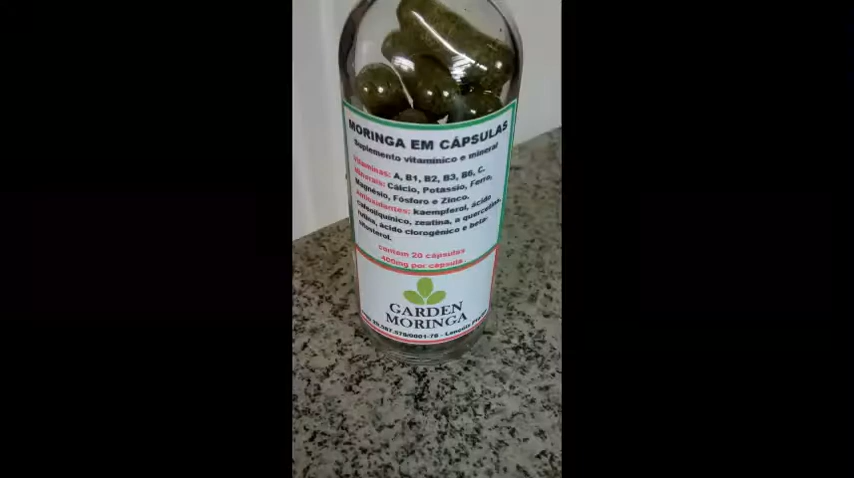 MORINGA EM CÁPSULAS
Suplemento vitamínico e mineral
Vitaminas: A, B1, B2, B3, B6, C.
Minerais: Cálcio, Potássio, Ferro,
Magnésio, Fósforo e Zinco.
Antioxidantes: kaempferol, ácido
cafeoilquínico, zeatina, a quercetina,
rutina, ácido clorogênico e beta-
sitosterol.
contém 20 cápsulas
400mg por cápsula
GARDEN
MORINGA